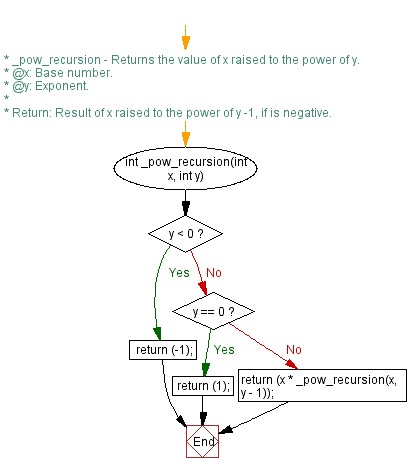 * _pow_recursion - Returns the value of x raised to the power of y.
* @x: Base number.
* @y: Exponent.
*
* Return: Result of x raised to the power of y -1, if is negative.
int _pow_recursion(int
x, int y)
y < 0 ?
Yes
No
y == 0 ?
return (-1);
Yes
No
return (1);
return (x * _pow_recursion(x,
y - 1));
End